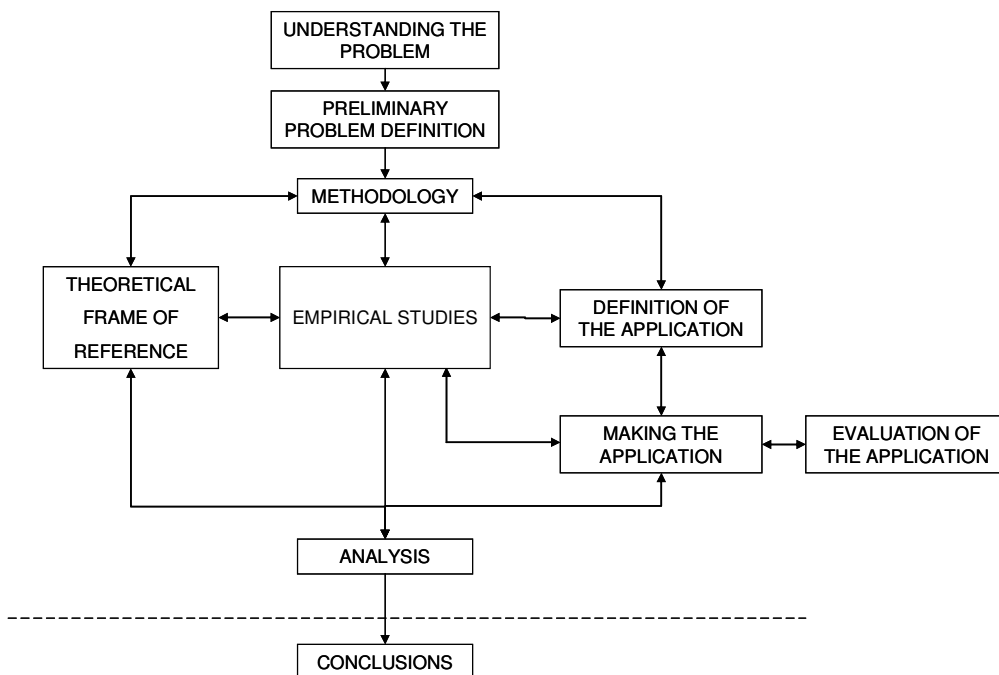 UNDERSTANDING THE
PROBLEM
PRELIMINARY
PROBLEM DEFINITION
METHODOLOGY
THEORETICAL
FRAME OF
REFERENCE
EMPIRICAL STUDIES
DEFINITION OF
THE APPLICATION
MAKING THE
APPLICATION
EVALUATION OF
THE APPLICATION
ANALYSIS
CONCLUSIONS